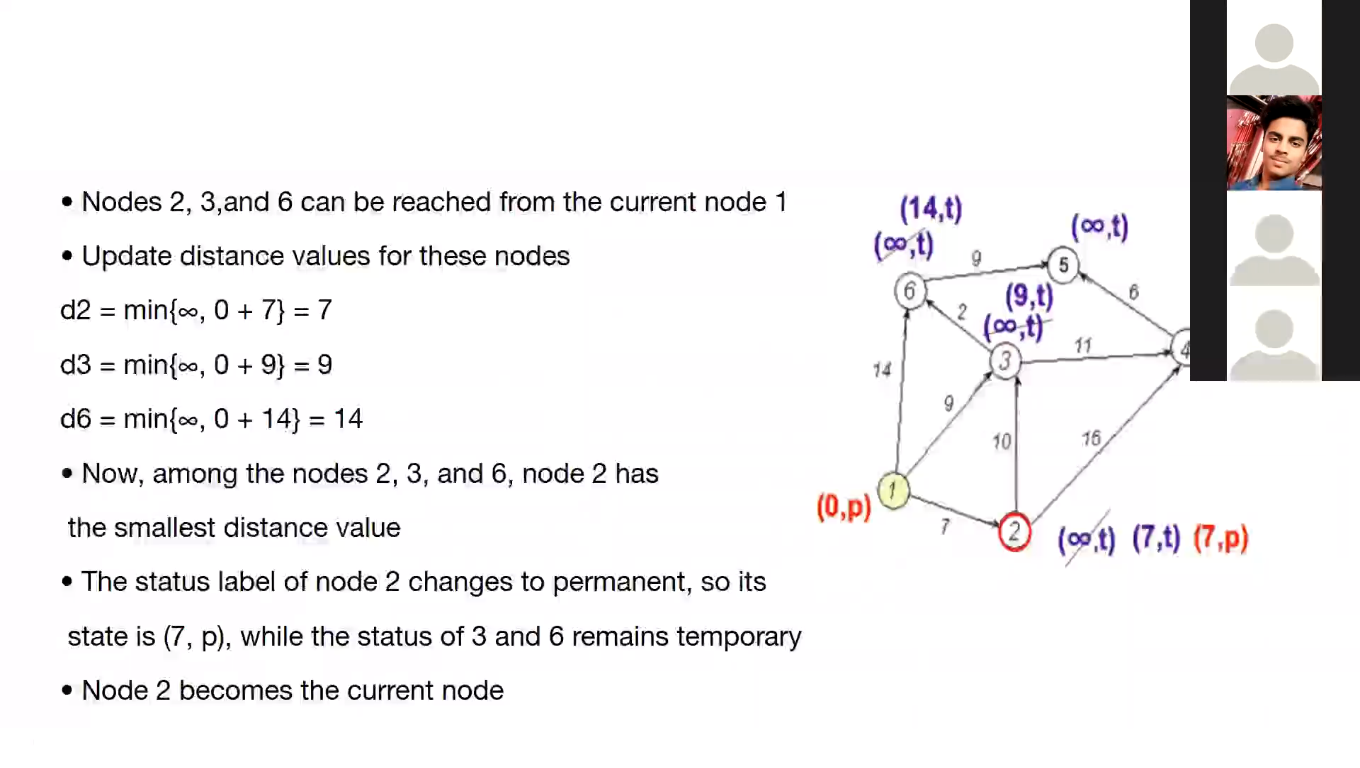 • Nodes 2, 3,and 6 can be reached from the current node 1
• Update distance values for these nodes
d2 = min{∞, 0 + 7} = 7
d3 = min{∞, 0 + 9} = 9
d6 = min{∞, 0 + 14} = 14
• Now, among the nodes 2, 3, and 6, node 2 has
the smallest distance value
• The status label of node 2 changes to permanent, so its
state is (7, p), while the status of 3 and 6 remains temporary
• Node 2 becomes the current node
(14,t)
(∞,t)
(∞,t)
9
5
6
(9,t)
6
2
(∞,t)
11
3
4
14
9
10
16
1
(0,p)
7
2
(∞,t) (7,t) (7,p)